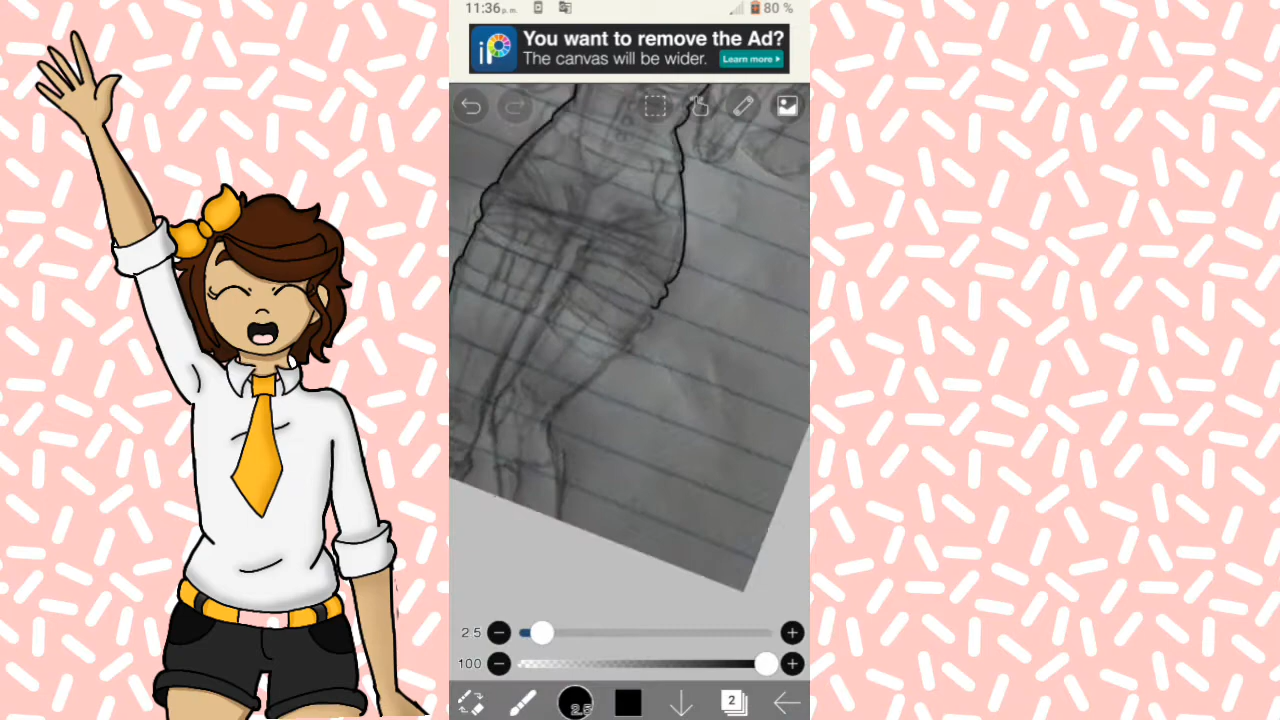 11:36 p. m.
80 %
iP
You want to remove the Ad?
The canvas will be wider.
Learn more
2.5
100
2.5
2